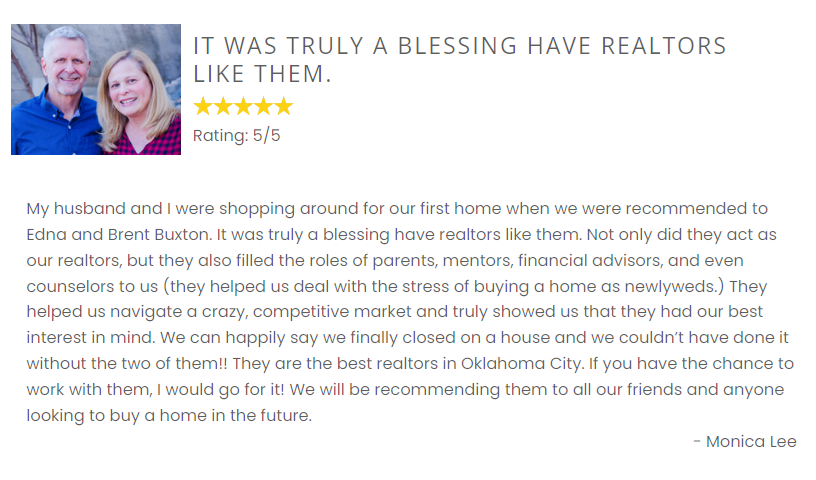 IT WAS TRULY A BLESSING HAVE REALTORS
LIKE THEM.
Rating: 5/5
My husband and I were shopping around for our first home when we were recommended to
Edna and Brent Buxton. It was truly a blessing have realtors like them. Not only did they act as
our realtors, but they also filled the roles of parents, mentors, financial advisors, and even
counselors to us (they helped us deal with the stress of buying a home as newlyweds.) They
helped us navigate a crazy, competitive market and truly showed us that they had our best
interest in mind. We can happily say we finally closed on a house and we couldn’t have done it
without the two of them!! They are the best realtors in Oklahoma City. If you have the chance to
work with them, I would go for it! We will be recommending them to all our friends and anyone
looking to buy a home in the future.
- Monica Lee